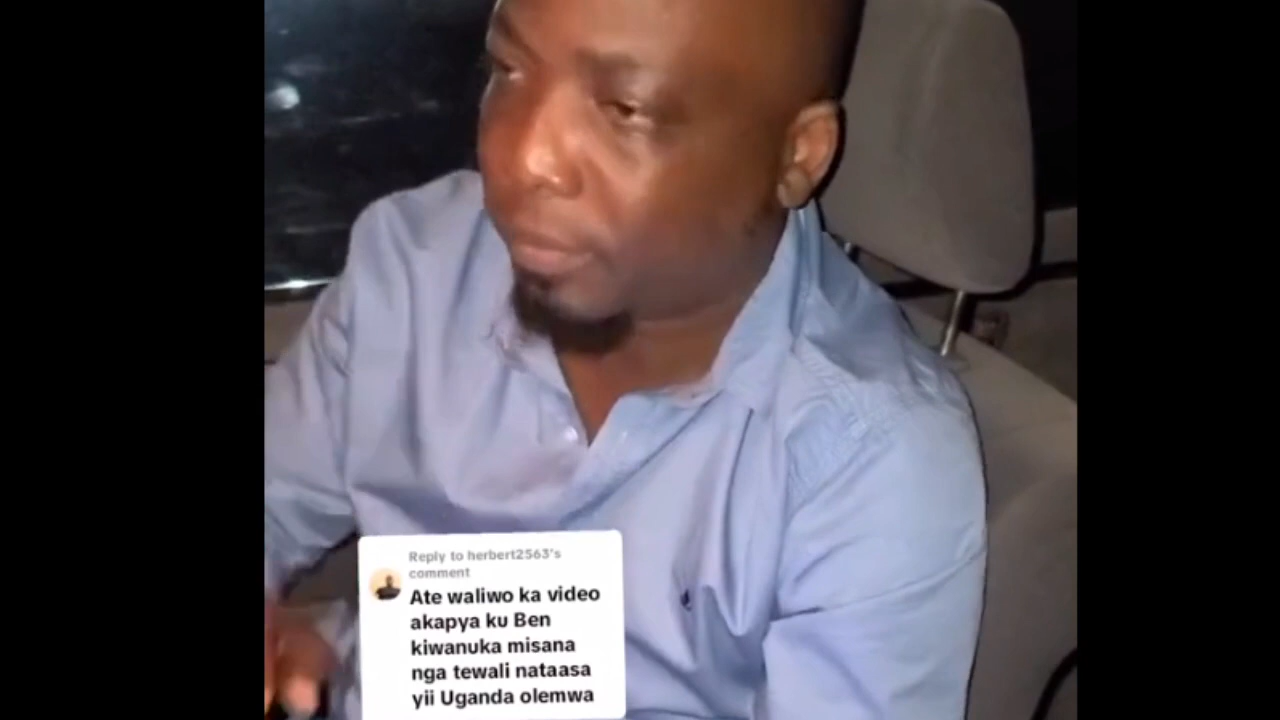 Reply to herbert2563's
comment
Ate waliwo ka video
akapya ku Ben
kiwanuka misana
nga tewali nataasa
yii Uganda olemwa